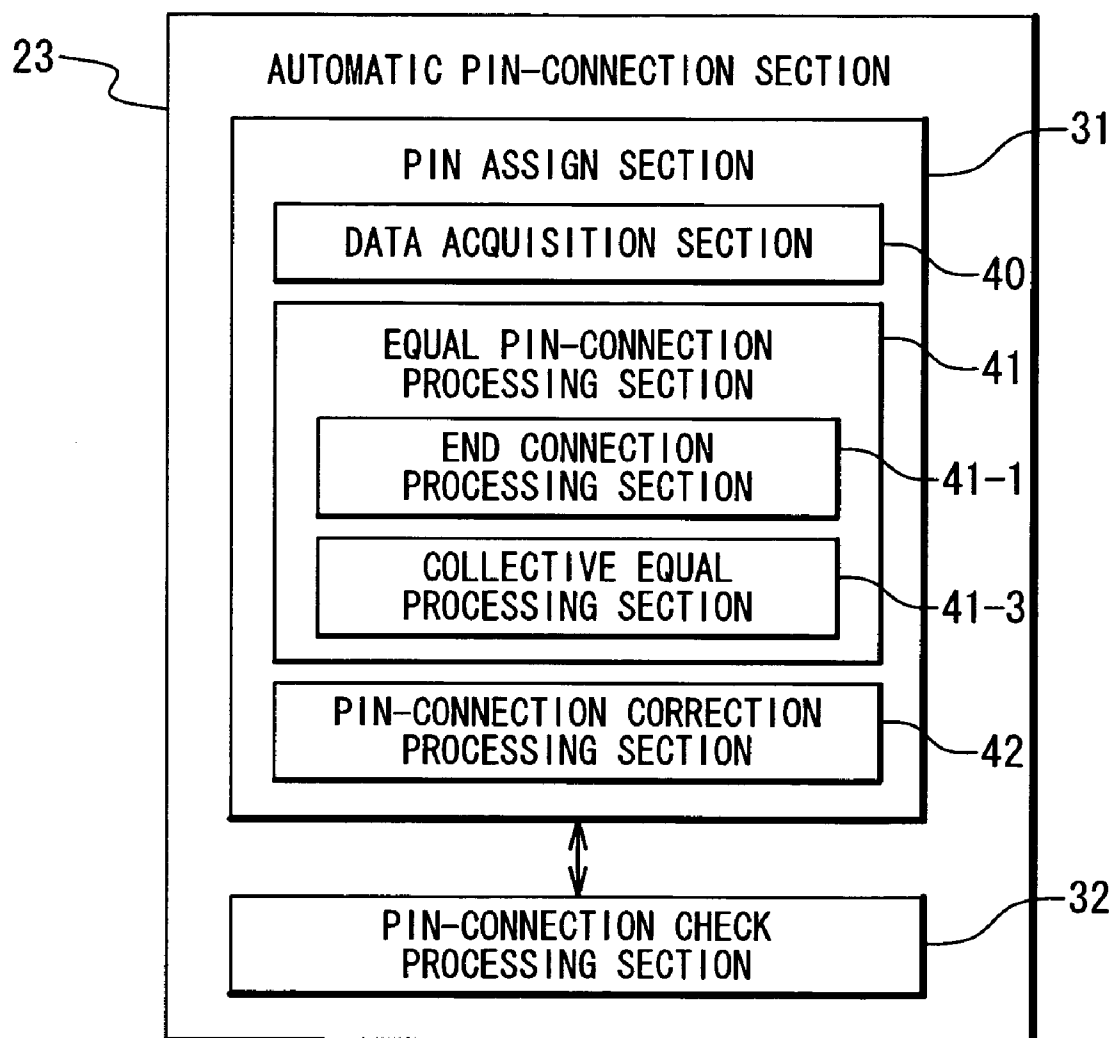 23
AUTOMATIC PIN-CONNECTION SECTION
31
PIN ASSIGN SECTION
DATA ACQUISITION SECTION
40
EQUAL PIN-CONNECTION
PROCESSING SECTION
41
END CONNECTION
PROCESSING SECTION
41-1
COLLECTIVE EQUAL
PROCESSING SECTION
41-3
PIN-CONNECTION CORRECTION
PROCESSING SECTION
42
PIN-CONNECTION CHECK
PROCESSING SECTION
32